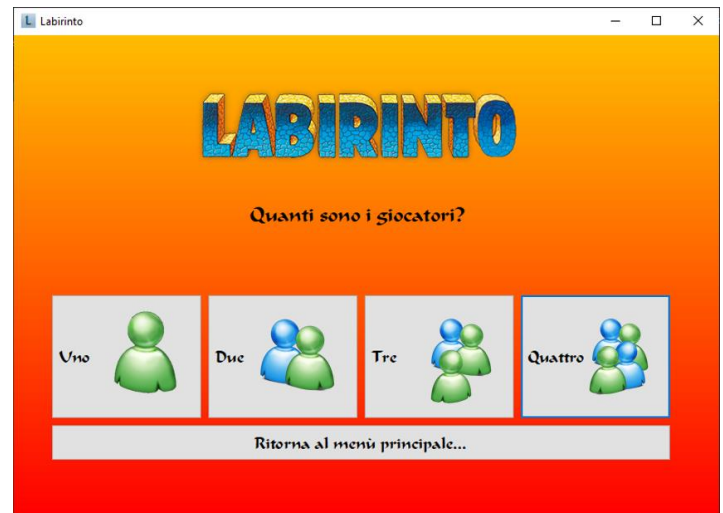 Labirinto
LABIRINTO
Quanti sono i giocatori?
Uno
Due
Tre
Quattro
Ritorna al menù principale...